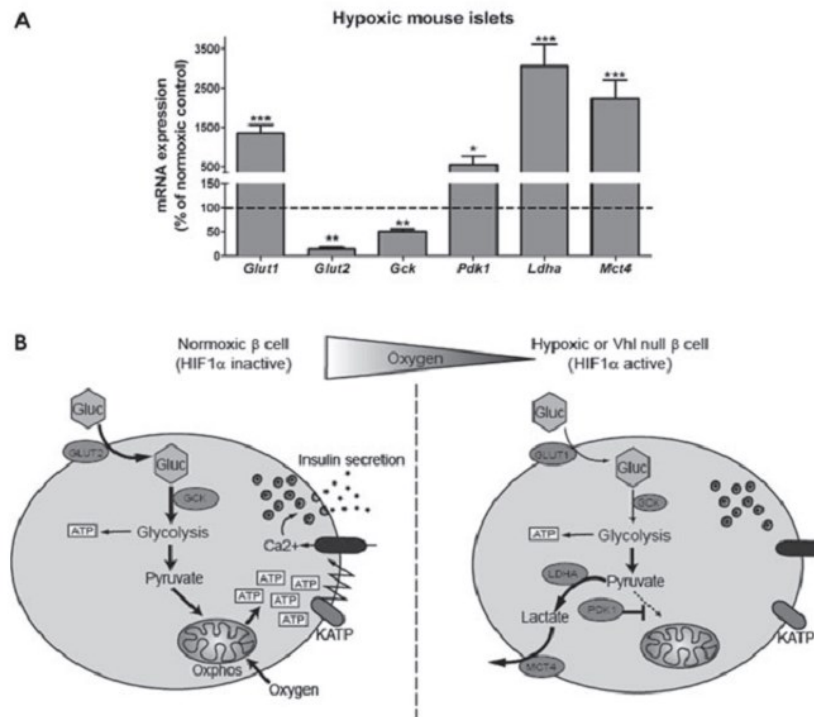 A
Hypoxic mouse islets
mRNA expression
(% of normoxic control)
3500
2500
1500
500
150
100
50
0
***
**
**
*
***
***
Glut1 Glut2 Gck Pdk1 Ldha Mct4
B
Normoxic β cell
(HIF1α inactive)
Oxygen
Hypoxic or Vhl null β cell
(HIF1α active)
Gluc
GLUT2
Gluc
GCK
ATP
Glycolysis
Pyruvate
Insulin secretion
Ca2+
ATP
ATP
ATP
ATP
ATP
ATP
KATP
Oxphos
Oxygen
Gluc
GLUT1
Gluc
GCK
ATP
Glycolysis
LDHA
Pyruvate
Lactate
PDK1
MCT4
KATP